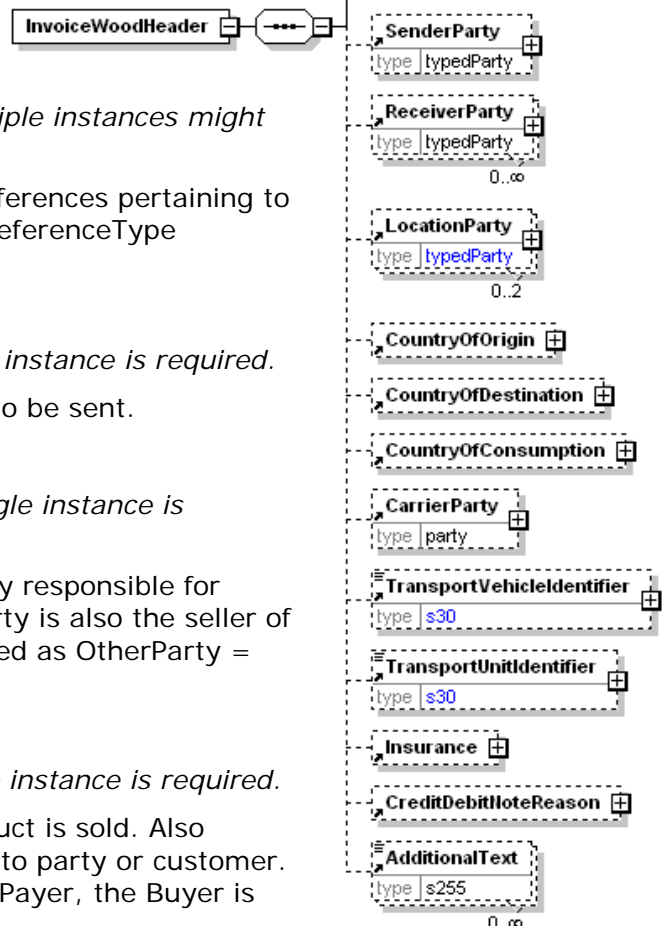 InvoiceWoodHeader
iple instances might
ferences pertaining to
eferenceType
instance is required.
to be sent.
gle instance is
y responsible for
rty is also the seller of
ed as OtherParty =
instance is required.
uct is sold. Also
to party or customer.
Payer, the Buyer is
SenderParty
type typedParty
ReceiverParty
type typedParty
0..∞
LocationParty
type typedParty
0..2
CountryOfOrigin
CountryOfDestination
CountryOfConsumption
CarrierParty
type party
TransportVehicleIdentifier
type s30
TransportUnitIdentifier
type s30
Insurance
CreditDebitNoteReason
AdditionalText
type s255
0..∞